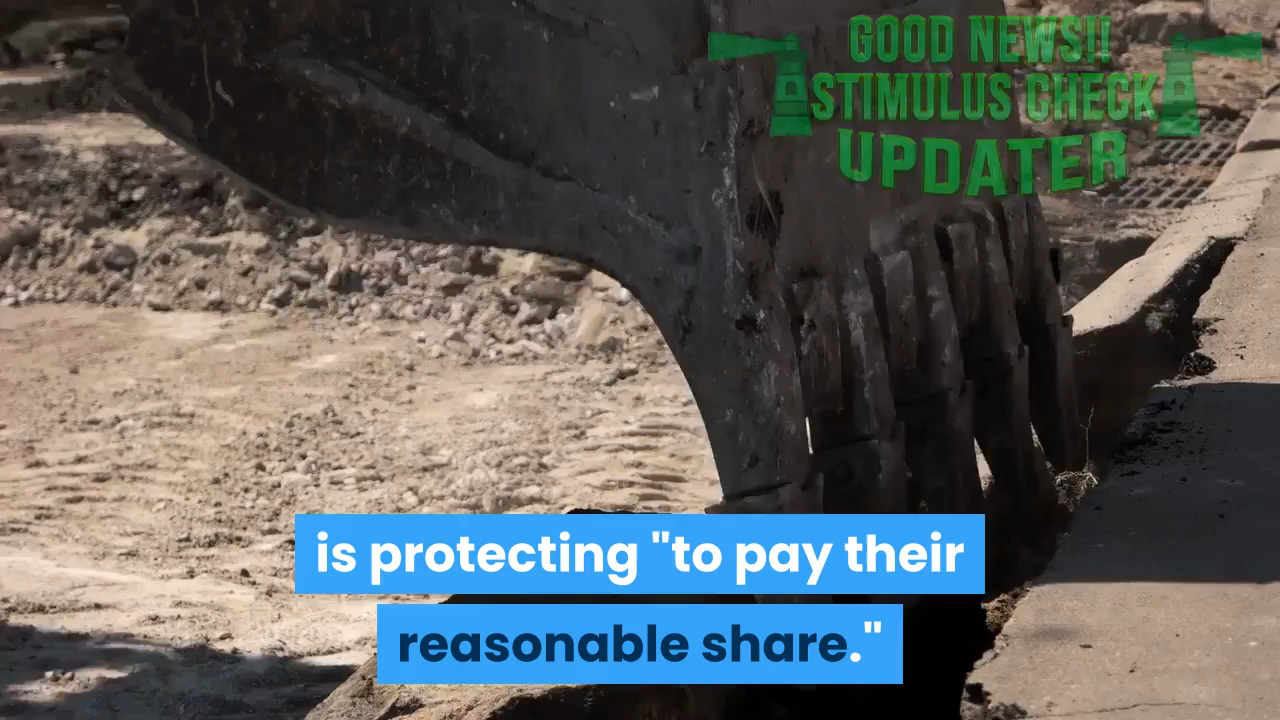 GOOD NEWS!!
STIMULUS CHECK
UPDATER
is protecting "to pay their
reasonable share."